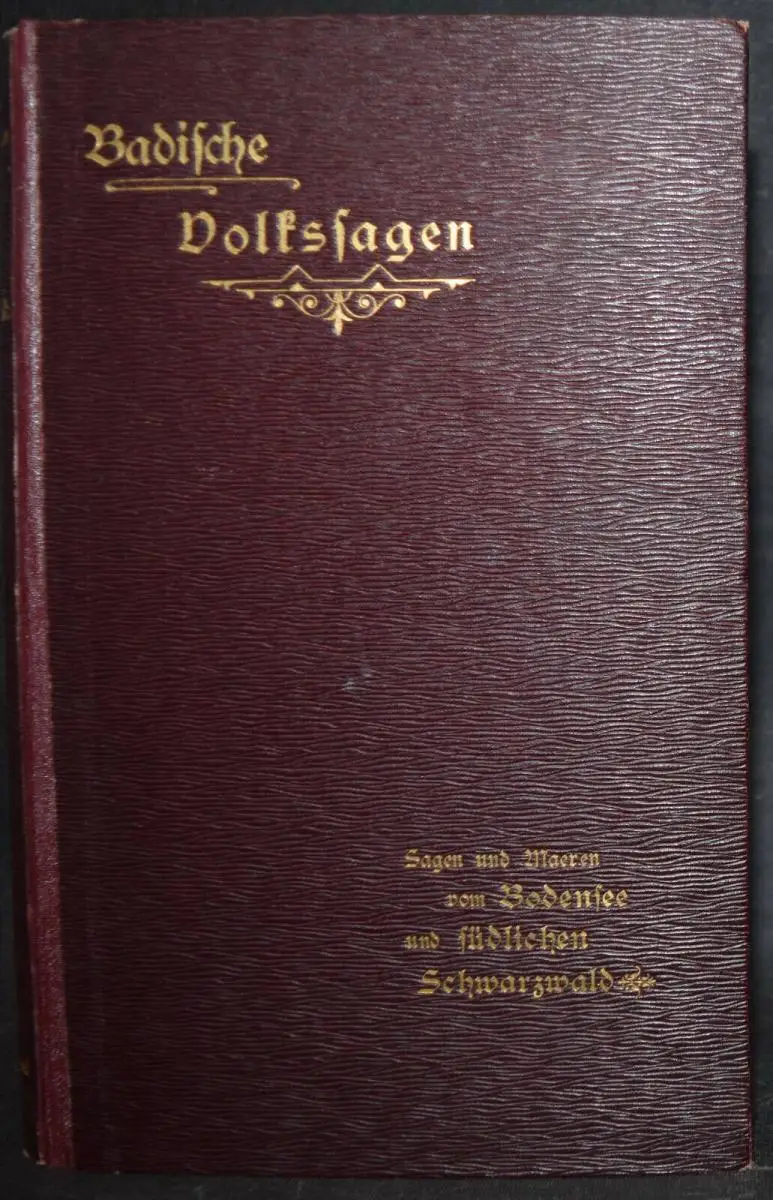 Badiſche
Volksſagen
Sagen und Maeren
vom Bodenſee
und ſüdlichen
Schwarzwald